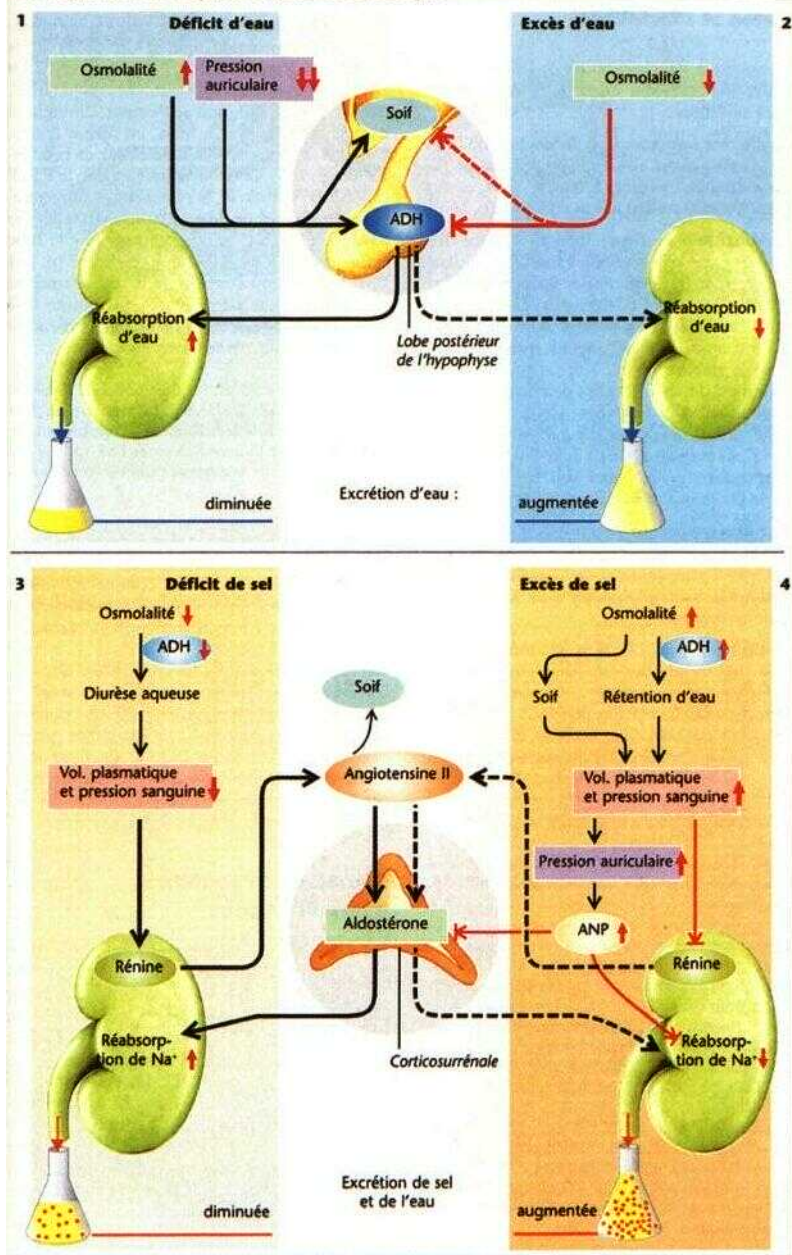 1
Déficit d'eau
Osmolalité
Pression
auriculaire
Excès d'eau
2
Osmolalité
Soif
ADH
Réabsorption
d'eau
Lobe postérieur
de l'hypophyse
Réabsorption
d'eau
diminuée
Excrétion d'eau :
augmentée
3
Déficit de sel
Osmolalité
ADH
Diurèse aqueuse
Vol. plasmatique
et pression sanguine
Rénine
Réabsorp-
tion de Na⁺
diminuée
Soif
Angiotensine II
Aldostérone
Corticosurrénale
Excrétion de sel
et de l'eau
Excès de sel
4
Osmolalité
ADH
Soif
Rétention d'eau
Vol. plasmatique
et pression sanguine
Pression auriculaire
ANP
Rénine
Réabsorp-
tion de Na⁺
augmentée